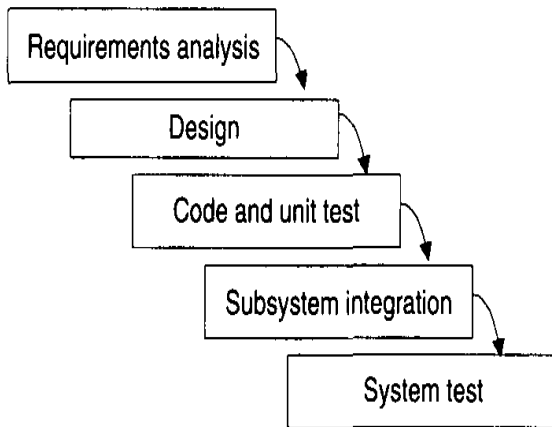 Requirements analysis
Design
Code and unit test
Subsystem integration
System test